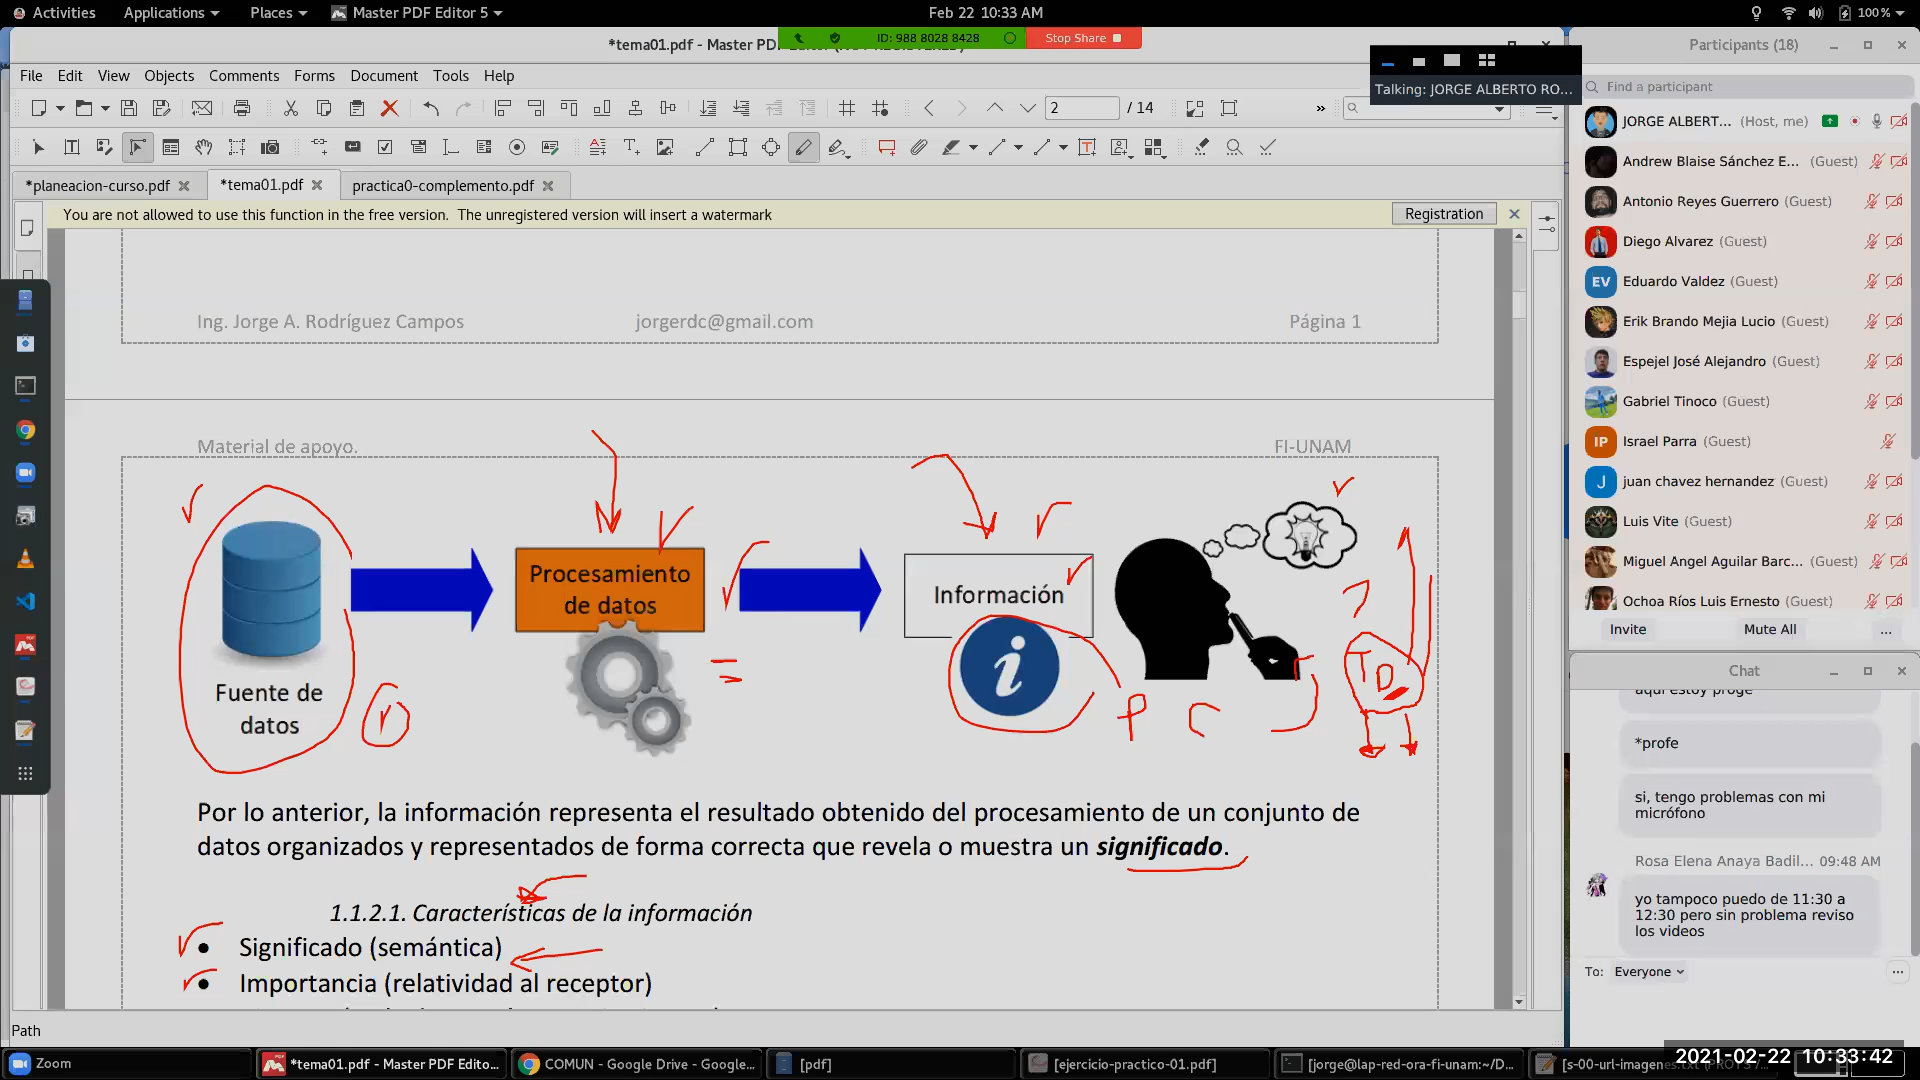 Activities Applications Places Master PDF Editor 5 Feb 22 10:33 AM 100%
*tema01.pdf - Master PD
ID: 988 8028 8428 Stop Share
Talking: JORGE ALBERTO RO...
File Edit View Objects Comments Forms Document Tools Help
2 / 14
*planeacion-curso.pdf *tema01.pdf practica0-complemento.pdf
You are not allowed to use this function in the free version. The unregistered version will insert a watermark
Registration
Ing. Jorge A. Rodríguez Campos jorgerdc@gmail.com Página 1
Material de apoyo. FI-UNAM
Procesamiento
de datos
Información
Fuente de
datos
i
P C
T D
Por lo anterior, la información representa el resultado obtenido del procesamiento de un conjunto de
datos organizados y representados de forma correcta que revela o muestra un significado.
1.1.2.1. Características de la información
• Significado (semántica)
• Importancia (relatividad al receptor)
Path
Participants (18)
Find a participant
JORGE ALBERT... (Host, me)
Andrew Blaise Sánchez E... (Guest)
Antonio Reyes Guerrero (Guest)
Diego Alvarez (Guest)
EV Eduardo Valdez (Guest)
Erik Brando Mejia Lucio (Guest)
Espejel José Alejandro (Guest)
Gabriel Tinoco (Guest)
IP Israel Parra (Guest)
J juan chavez hernandez (Guest)
Luis Vite (Guest)
Miguel Angel Aguilar Barc... (Guest)
Ochoa Ríos Luis Ernesto (Guest)
Invite Mute All ...
Chat
aqui estoy proge
*profe
si, tengo problemas con mi
micrófono
Rosa Elena Anaya Badil... 09:48 AM
yo tampoco puedo de 11:30 a
12:30 pero sin problema reviso
los videos
To: Everyone
Zoom *tema01.pdf - Master PDF Edito... COMUN - Google Drive - Google... [pdf] [ejercicio-practico-01.pdf] [jorge@lap-red-ora-fi-unam:~/D... [s-00-url-imagenes.txt
2021-02-22 10:33:42